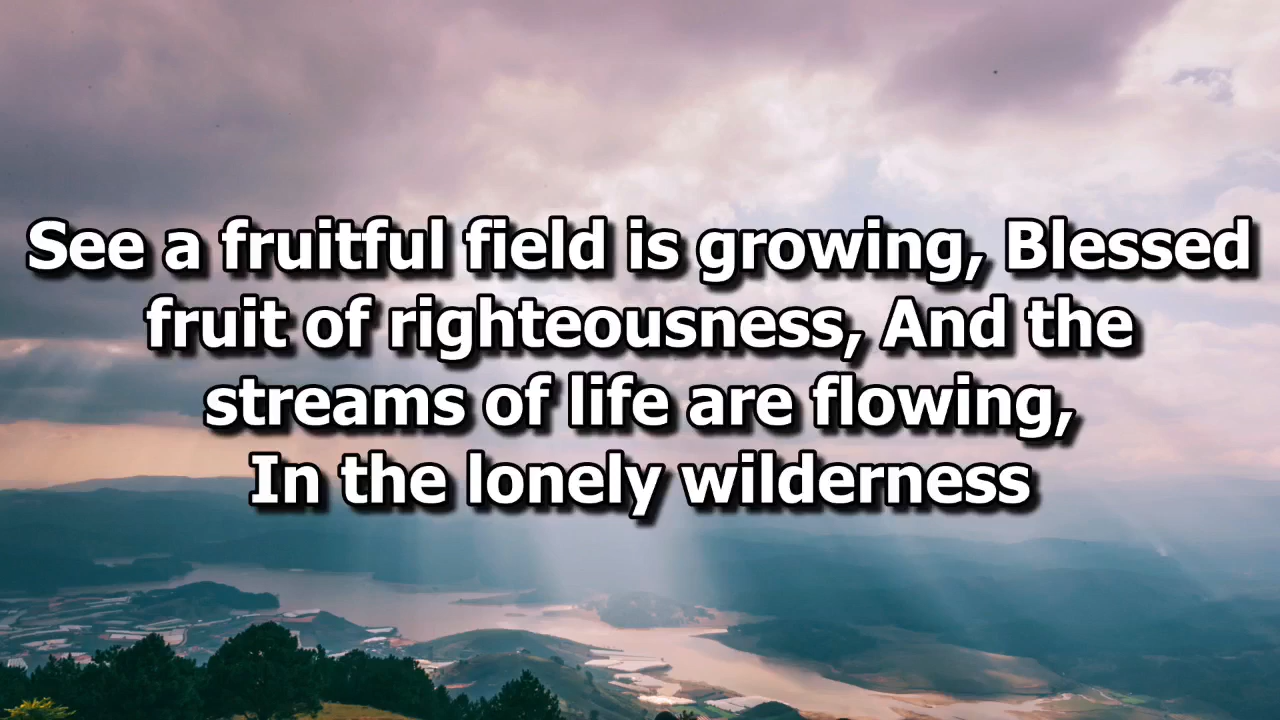 See a fruitful field is growing, Blessed
fruit of righteousness, And the
streams of life are flowing,
In the lonely wilderness